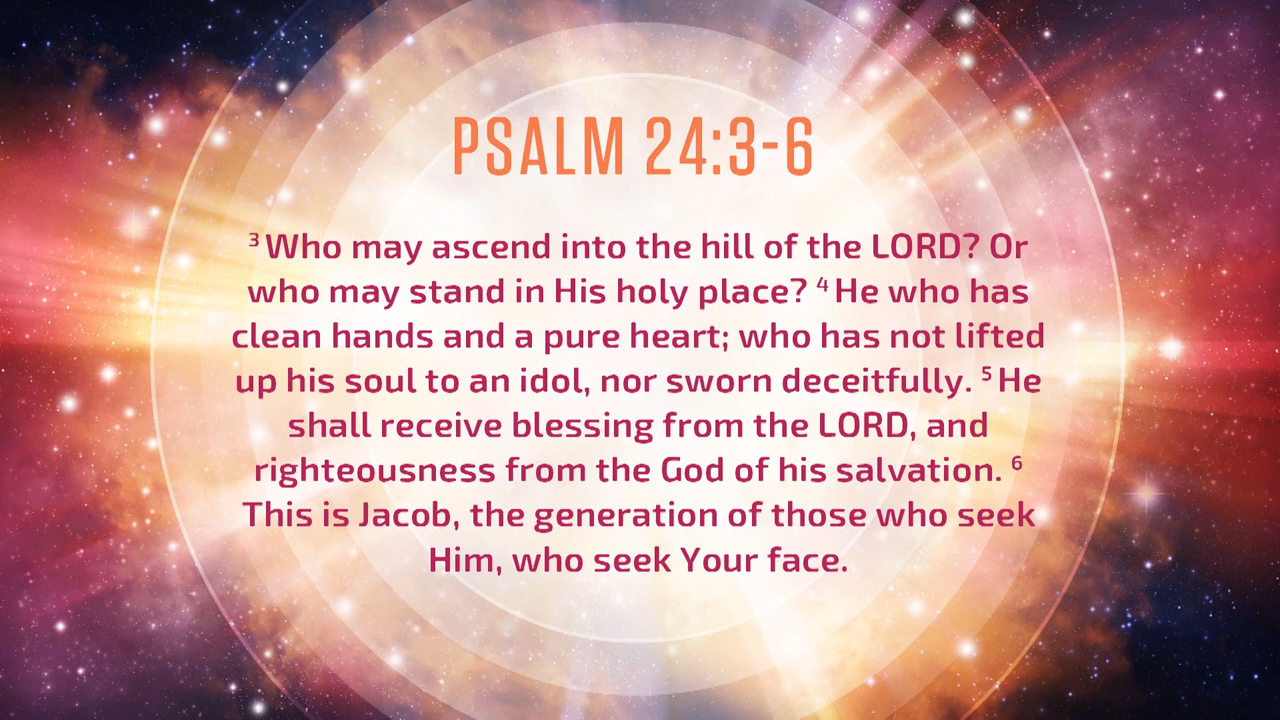 PSALM 24:3-6
³ Who may ascend into the hill of the LORD? Or
who may stand in His holy place? ⁴ He who has
clean hands and a pure heart; who has not lifted
up his soul to an idol, nor sworn deceitfully. ⁵ He
shall receive blessing from the LORD, and
righteousness from the God of his salvation. ⁶
This is Jacob, the generation of those who seek
Him, who seek Your face.